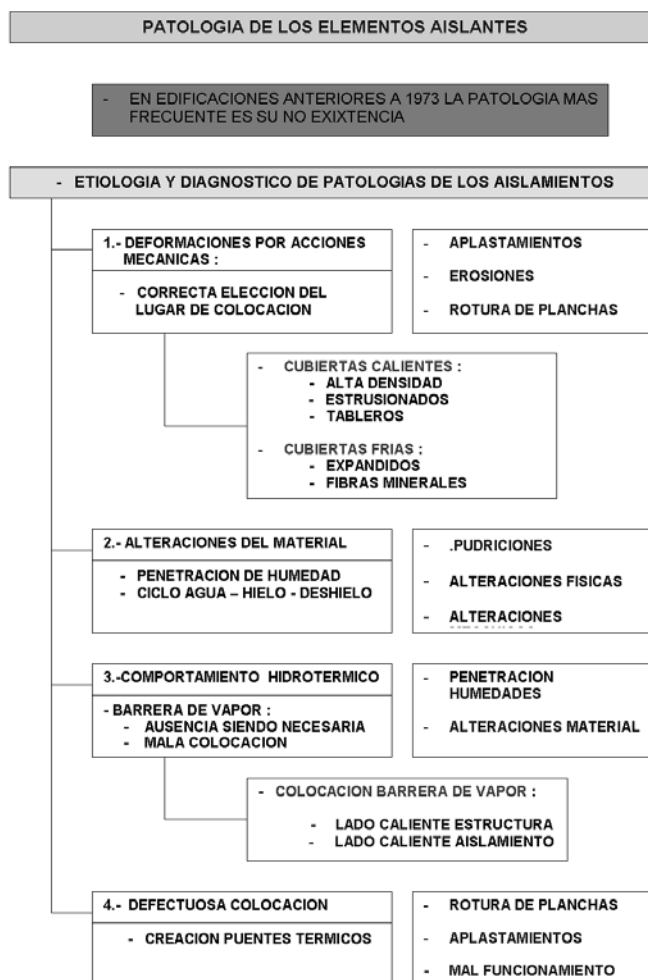 PATOLOGIA DE LOS ELEMENTOS AISLANTES
- EN EDIFICACIONES ANTERIORES A 1973 LA PATOLOGIA MAS
FRECUENTE ES SU NO EXIXTENCIA
- ETIOLOGIA Y DIAGNOSTICO DE PATOLOGIAS DE LOS AISLAMIENTOS
1.- DEFORMACIONES POR ACCIONES
MECANICAS :
- CORRECTA ELECCION DEL
LUGAR DE COLOCACION
- APLASTAMIENTOS
- EROSIONES
- ROTURA DE PLANCHAS
- CUBIERTAS CALIENTES :
- ALTA DENSIDAD
- ESTRUSIONADOS
- TABLEROS
- CUBIERTAS FRIAS :
- EXPANDIDOS
- FIBRAS MINERALES
2.- ALTERACIONES DEL MATERIAL
- PENETRACION DE HUMEDAD
- CICLO AGUA – HIELO - DESHIELO
- .PUDRICIONES
- ALTERACIONES FISICAS
- ALTERACIONES
3.-COMPORTAMIENTO HIDROTERMICO
- BARRERA DE VAPOR :
- AUSENCIA SIENDO NECESARIA
- MALA COLOCACION
- PENETRACION
HUMEDADES
- ALTERACIONES MATERIAL
- COLOCACION BARRERA DE VAPOR :
- LADO CALIENTE ESTRUCTURA
- LADO CALIENTE AISLAMIENTO
4.- DEFECTUOSA COLOCACION
- CREACION PUENTES TERMICOS
- ROTURA DE PLANCHAS
- APLASTAMIENTOS
- MAL FUNCIONAMIENTO